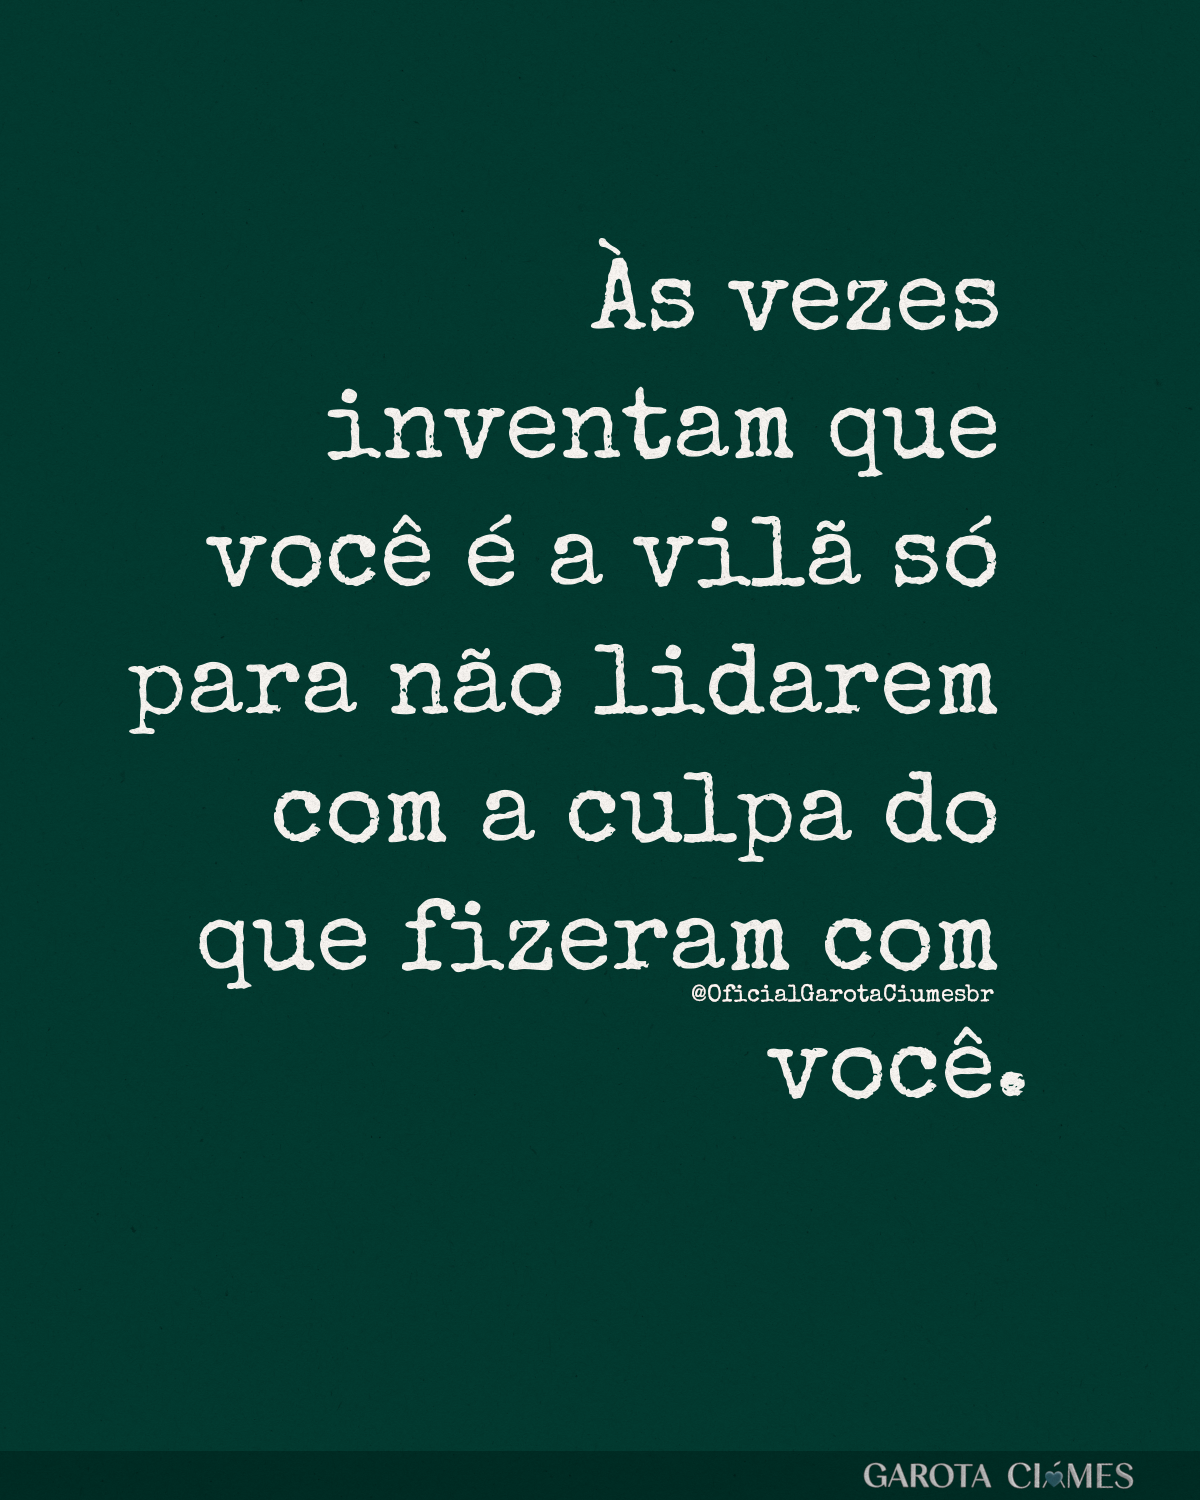 Às vezes
inventam que
você é a vilã só
para não lidarem
com a culpa do
que fizeram com
@OficialGarotaCiumesbr
você.
GAROTA CIÚMES